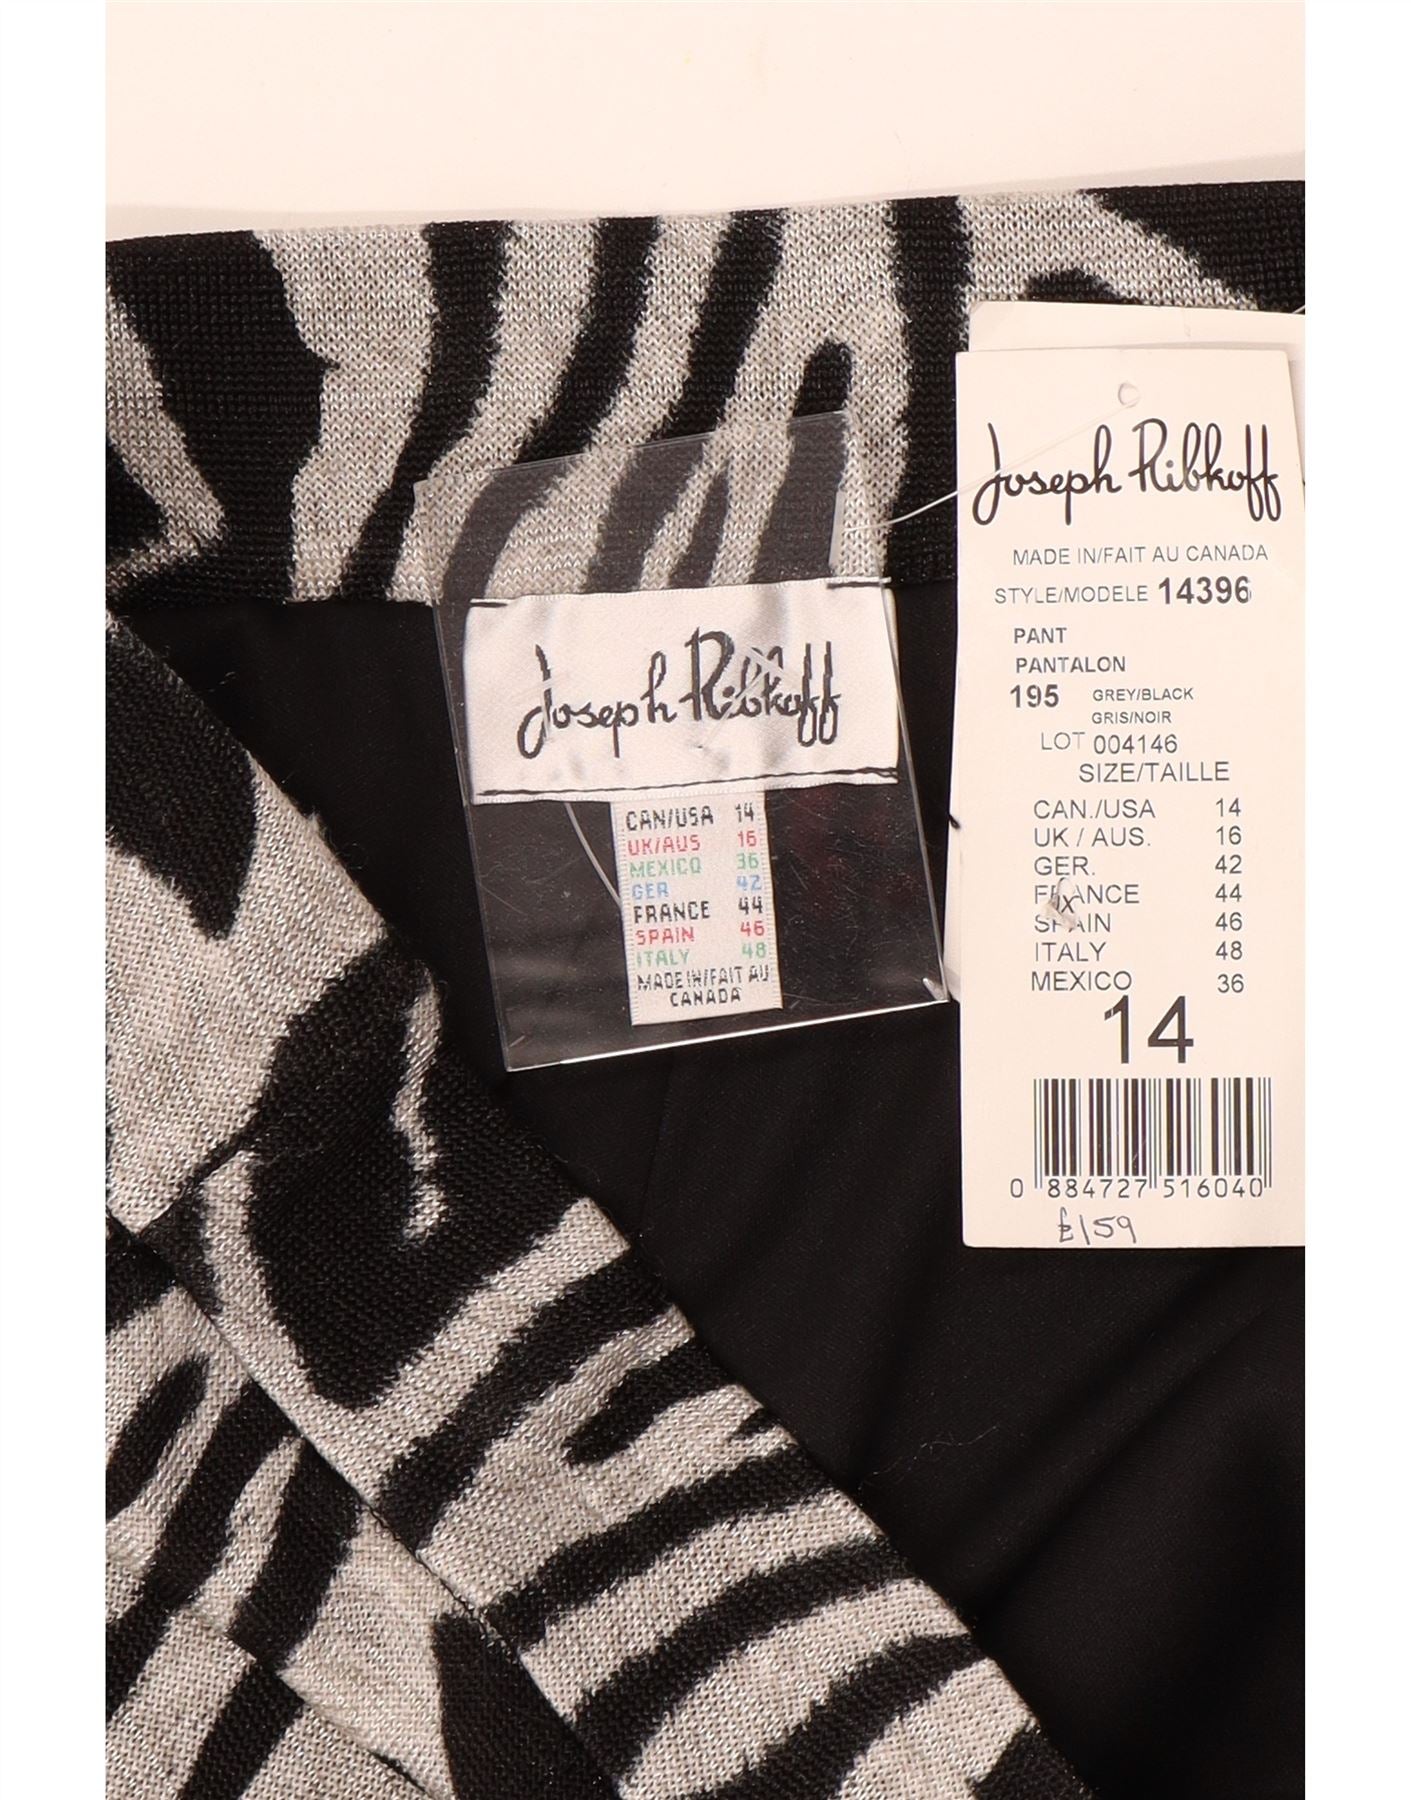 Joseph Ribkoff
CAN/USA 14
UK/AUS 16
MEXICO 36
GER 42
FRANCE 44
SPAIN 46
ITALY 48
MADE IN/FAIT AU
CANADA
Joseph Ribkoff
MADE IN/FAIT AU CANADA
STYLE/MODELE 14396
PANT
PANTALON
195 GREY/BLACK
GRIS/NOIR
LOT 004146
SIZE/TAILLE
CAN./USA 14
UK / AUS. 16
GER. 42
FRANCE 44
SPAIN 46
ITALY 48
MEXICO 36
14
0 884727 516040
£159